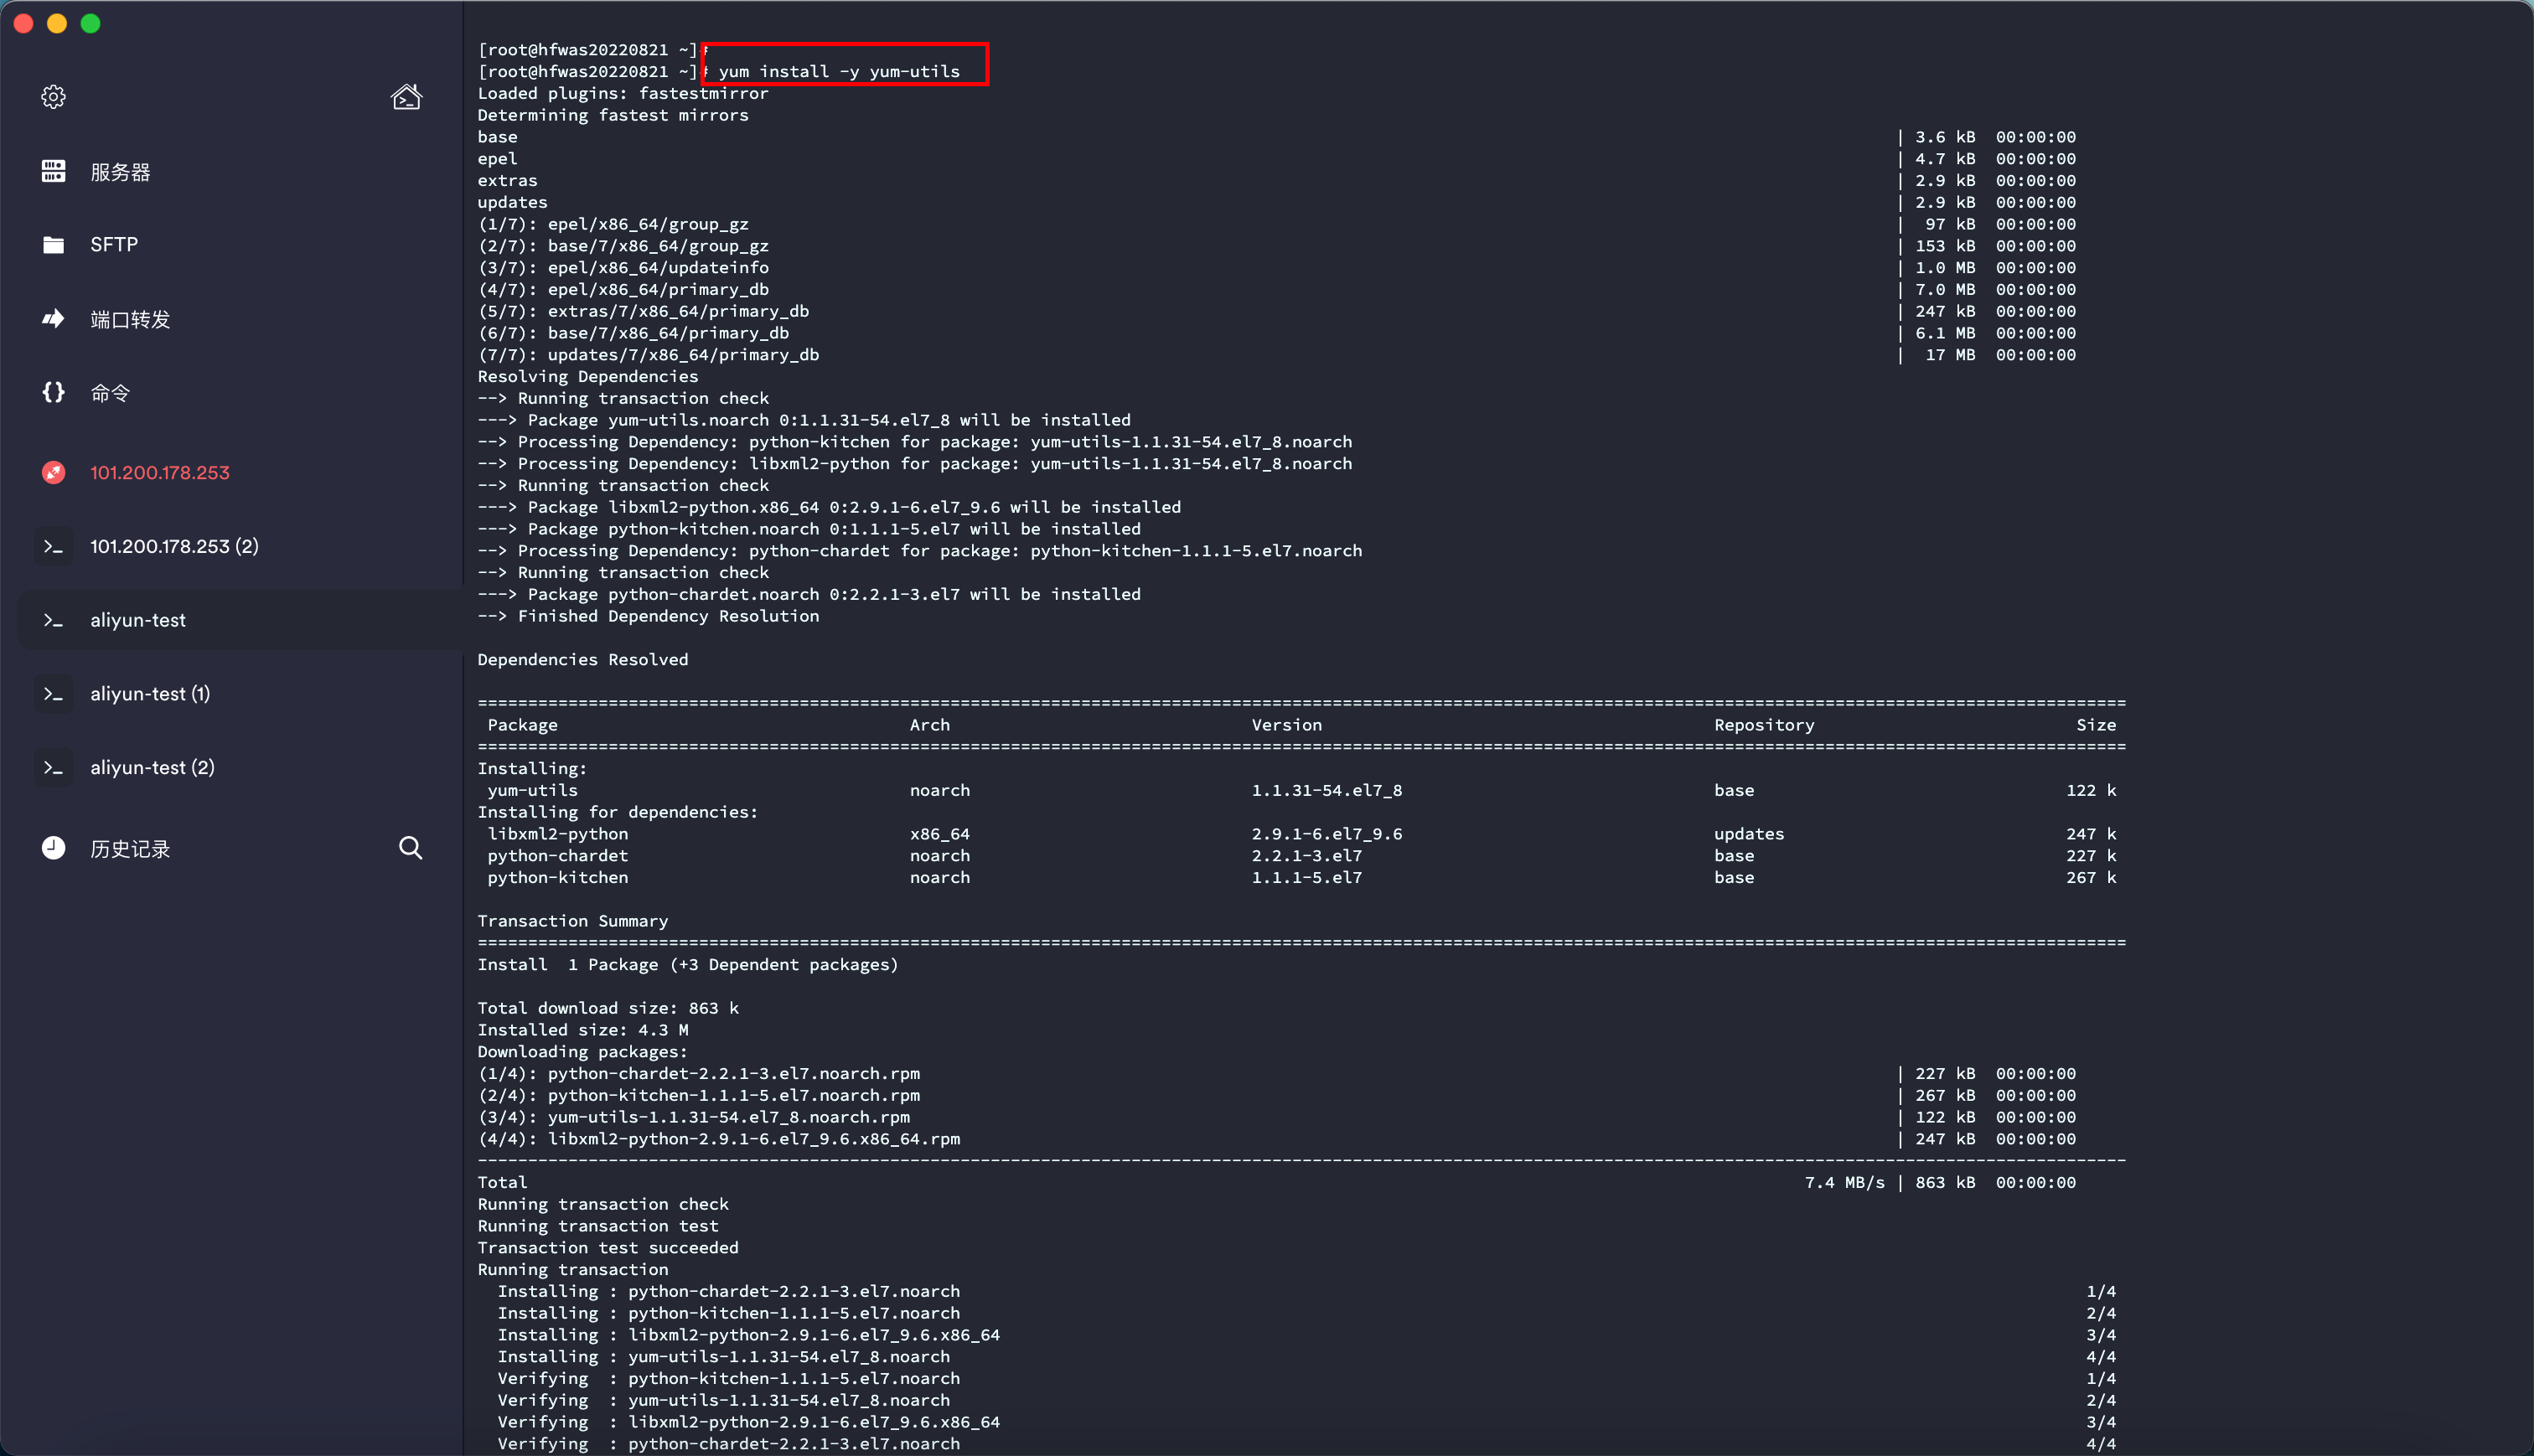 服务器
SFTP
端口转发
命令
101.200.178.253
101.200.178.253 (2)
aliyun-test
aliyun-test (1)
aliyun-test (2)
历史记录
[root@hfwas20220821 ~]#
[root@hfwas20220821 ~]# yum install -y yum-utils
Loaded plugins: fastestmirror
Determining fastest mirrors
base | 3.6 kB 00:00:00
epel | 4.7 kB 00:00:00
extras | 2.9 kB 00:00:00
updates | 2.9 kB 00:00:00
(1/7): epel/x86_64/group_gz | 97 kB 00:00:00
(2/7): base/7/x86_64/group_gz | 153 kB 00:00:00
(3/7): epel/x86_64/updateinfo | 1.0 MB 00:00:00
(4/7): epel/x86_64/primary_db | 7.0 MB 00:00:00
(5/7): extras/7/x86_64/primary_db | 247 kB 00:00:00
(6/7): base/7/x86_64/primary_db | 6.1 MB 00:00:00
(7/7): updates/7/x86_64/primary_db | 17 MB 00:00:00
Resolving Dependencies
--> Running transaction check
---> Package yum-utils.noarch 0:1.1.31-54.el7_8 will be installed
--> Processing Dependency: python-kitchen for package: yum-utils-1.1.31-54.el7_8.noarch
--> Processing Dependency: libxml2-python for package: yum-utils-1.1.31-54.el7_8.noarch
--> Running transaction check
---> Package libxml2-python.x86_64 0:2.9.1-6.el7_9.6 will be installed
---> Package python-kitchen.noarch 0:1.1.1-5.el7 will be installed
--> Processing Dependency: python-chardet for package: python-kitchen-1.1.1-5.el7.noarch
--> Running transaction check
---> Package python-chardet.noarch 0:2.2.1-3.el7 will be installed
--> Finished Dependency Resolution
Dependencies Resolved
Package Arch Version Repository Size
Installing:
yum-utils noarch 1.1.31-54.el7_8 base 122 k
Installing for dependencies:
libxml2-python x86_64 2.9.1-6.el7_9.6 updates 247 k
python-chardet noarch 2.2.1-3.el7 base 227 k
python-kitchen noarch 1.1.1-5.el7 base 267 k
Transaction Summary
Install 1 Package (+3 Dependent packages)
Total download size: 863 k
Installed size: 4.3 M
Downloading packages:
(1/4): python-chardet-2.2.1-3.el7.noarch.rpm | 227 kB 00:00:00
(2/4): python-kitchen-1.1.1-5.el7.noarch.rpm | 267 kB 00:00:00
(3/4): yum-utils-1.1.31-54.el7_8.noarch.rpm | 122 kB 00:00:00
(4/4): libxml2-python-2.9.1-6.el7_9.6.x86_64.rpm | 247 kB 00:00:00
Total 7.4 MB/s | 863 kB 00:00:00
Running transaction check
Running transaction test
Transaction test succeeded
Running transaction
Installing : python-chardet-2.2.1-3.el7.noarch 1/4
Installing : python-kitchen-1.1.1-5.el7.noarch 2/4
Installing : libxml2-python-2.9.1-6.el7_9.6.x86_64 3/4
Installing : yum-utils-1.1.31-54.el7_8.noarch 4/4
Verifying : python-kitchen-1.1.1-5.el7.noarch 1/4
Verifying : yum-utils-1.1.31-54.el7_8.noarch 2/4
Verifying : libxml2-python-2.9.1-6.el7_9.6.x86_64 3/4
Verifying : python-chardet-2.2.1-3.el7.noarch 4/4